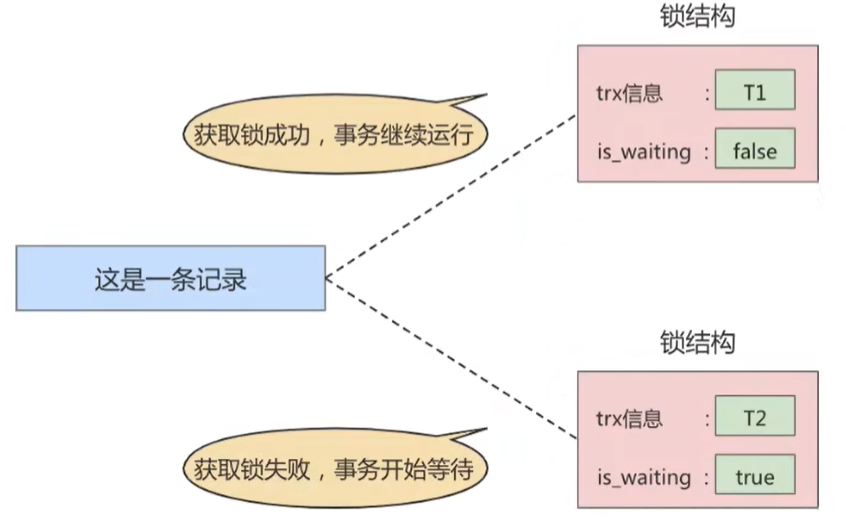 锁结构
trx信息 : T1
is_waiting : false
获取锁成功，事务继续运行
这是一条记录
锁结构
trx信息 : T2
is_waiting : true
获取锁失败，事务开始等待